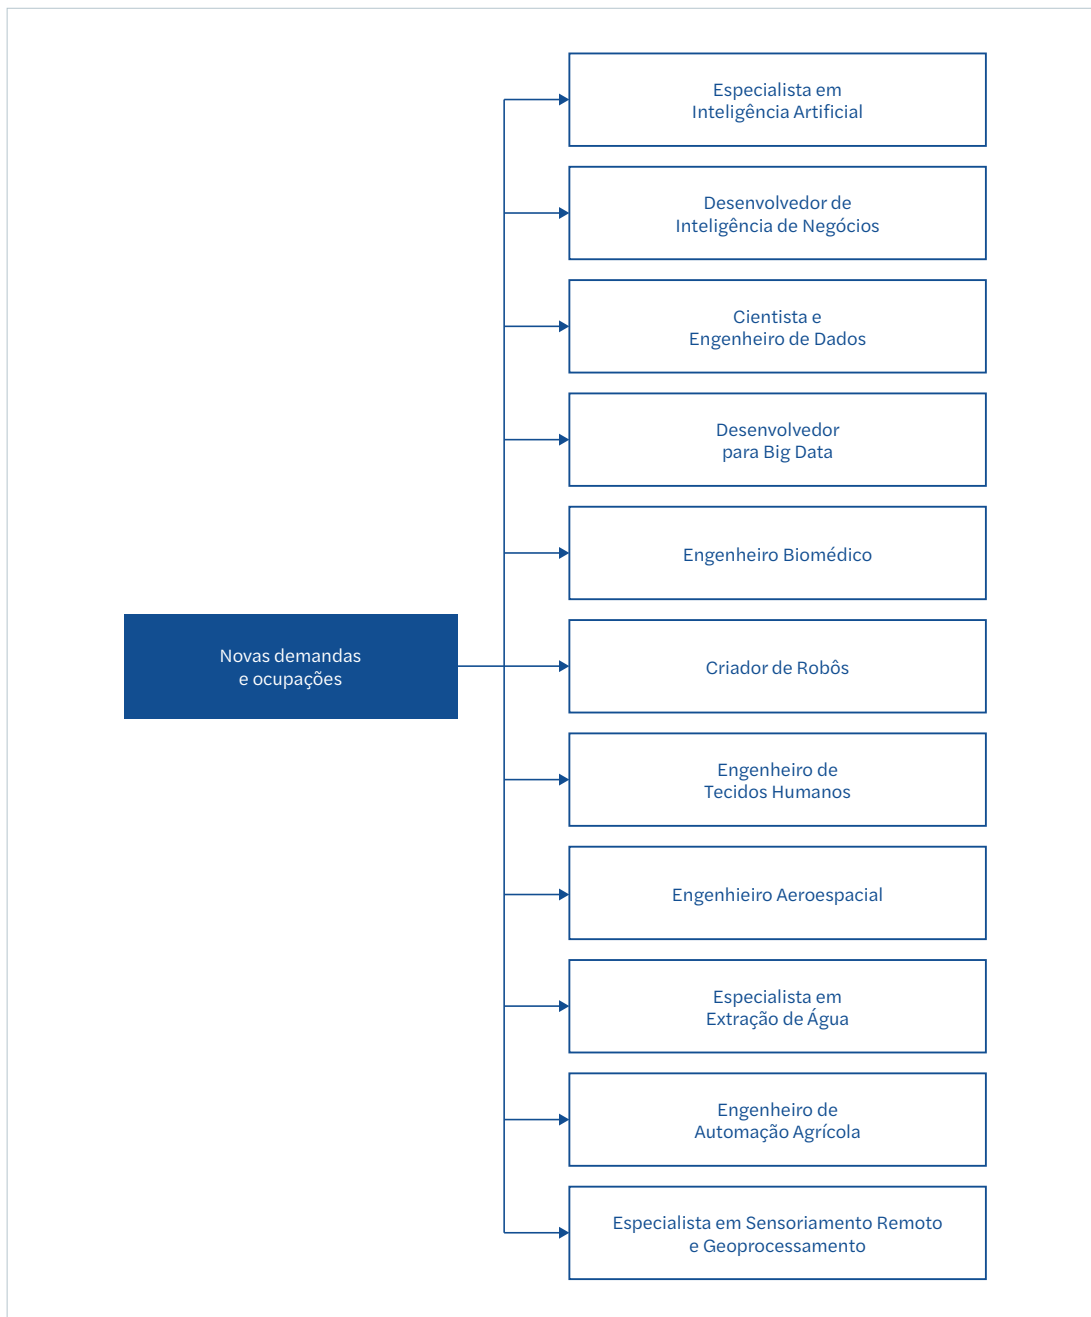 Especialista em
Inteligência Artificial
Desenvolvedor de
Inteligência de Negócios
Cientista e
Engenheiro de Dados
Desenvolvedor
para Big Data
Engenheiro Biomédico
Novas demandas
e ocupações
Criador de Robôs
Engenheiro de
Tecidos Humanos
Engenhieiro Aeroespacial
Especialista em
Extração de Água
Engenheiro de
Automação Agrícola
Especialista em Sensoriamento Remoto
e Geoprocessamento